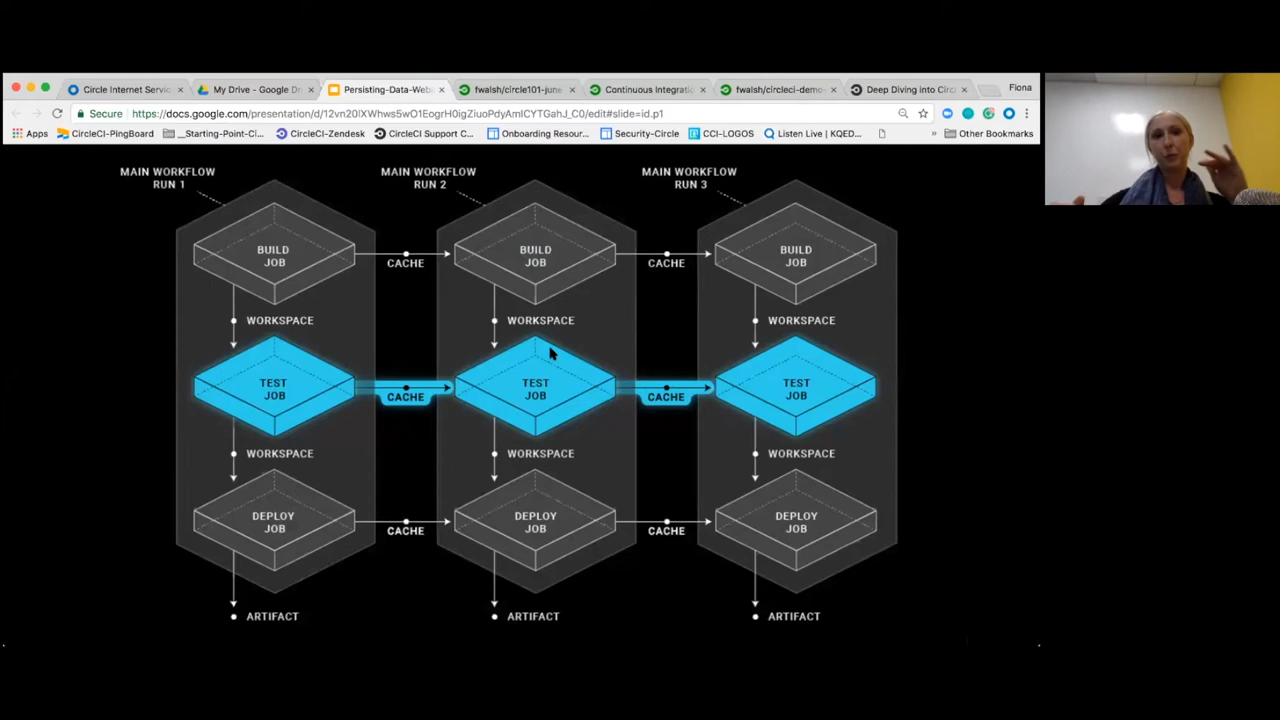 Circle Internet Servic
My Drive - Google Dr
Persisting-Data-Web
fwalsh/circle101-june
Continuous Integratio
fwalsh/circleci-demo-
Deep Diving into Circ
Fiona
Secure
https://docs.google.com/presentation/d/12vn20lXWhws5wO1EogrH0igZiuoPdyAmICYTGahJ_C0/edit#slide=id.p1
Apps
CircleCI-PingBoard
__Starting-Point-Ci
CircleCI-Zendesk
CircleCI Support C
Onboarding Resour
Security-Circle
CCI-LOGOS
Listen Live | KQED
»
Other Bookmarks
MAIN WORKFLOW
RUN 1
MAIN WORKFLOW
RUN 2
MAIN WORKFLOW
RUN 3
BUILD
JOB
CACHE
BUILD
JOB
CACHE
BUILD
JOB
WORKSPACE
WORKSPACE
WORKSPACE
TEST
JOB
CACHE
TEST
JOB
CACHE
TEST
JOB
WORKSPACE
WORKSPACE
WORKSPACE
DEPLOY
JOB
CACHE
DEPLOY
JOB
CACHE
DEPLOY
JOB
ARTIFACT
ARTIFACT
ARTIFACT